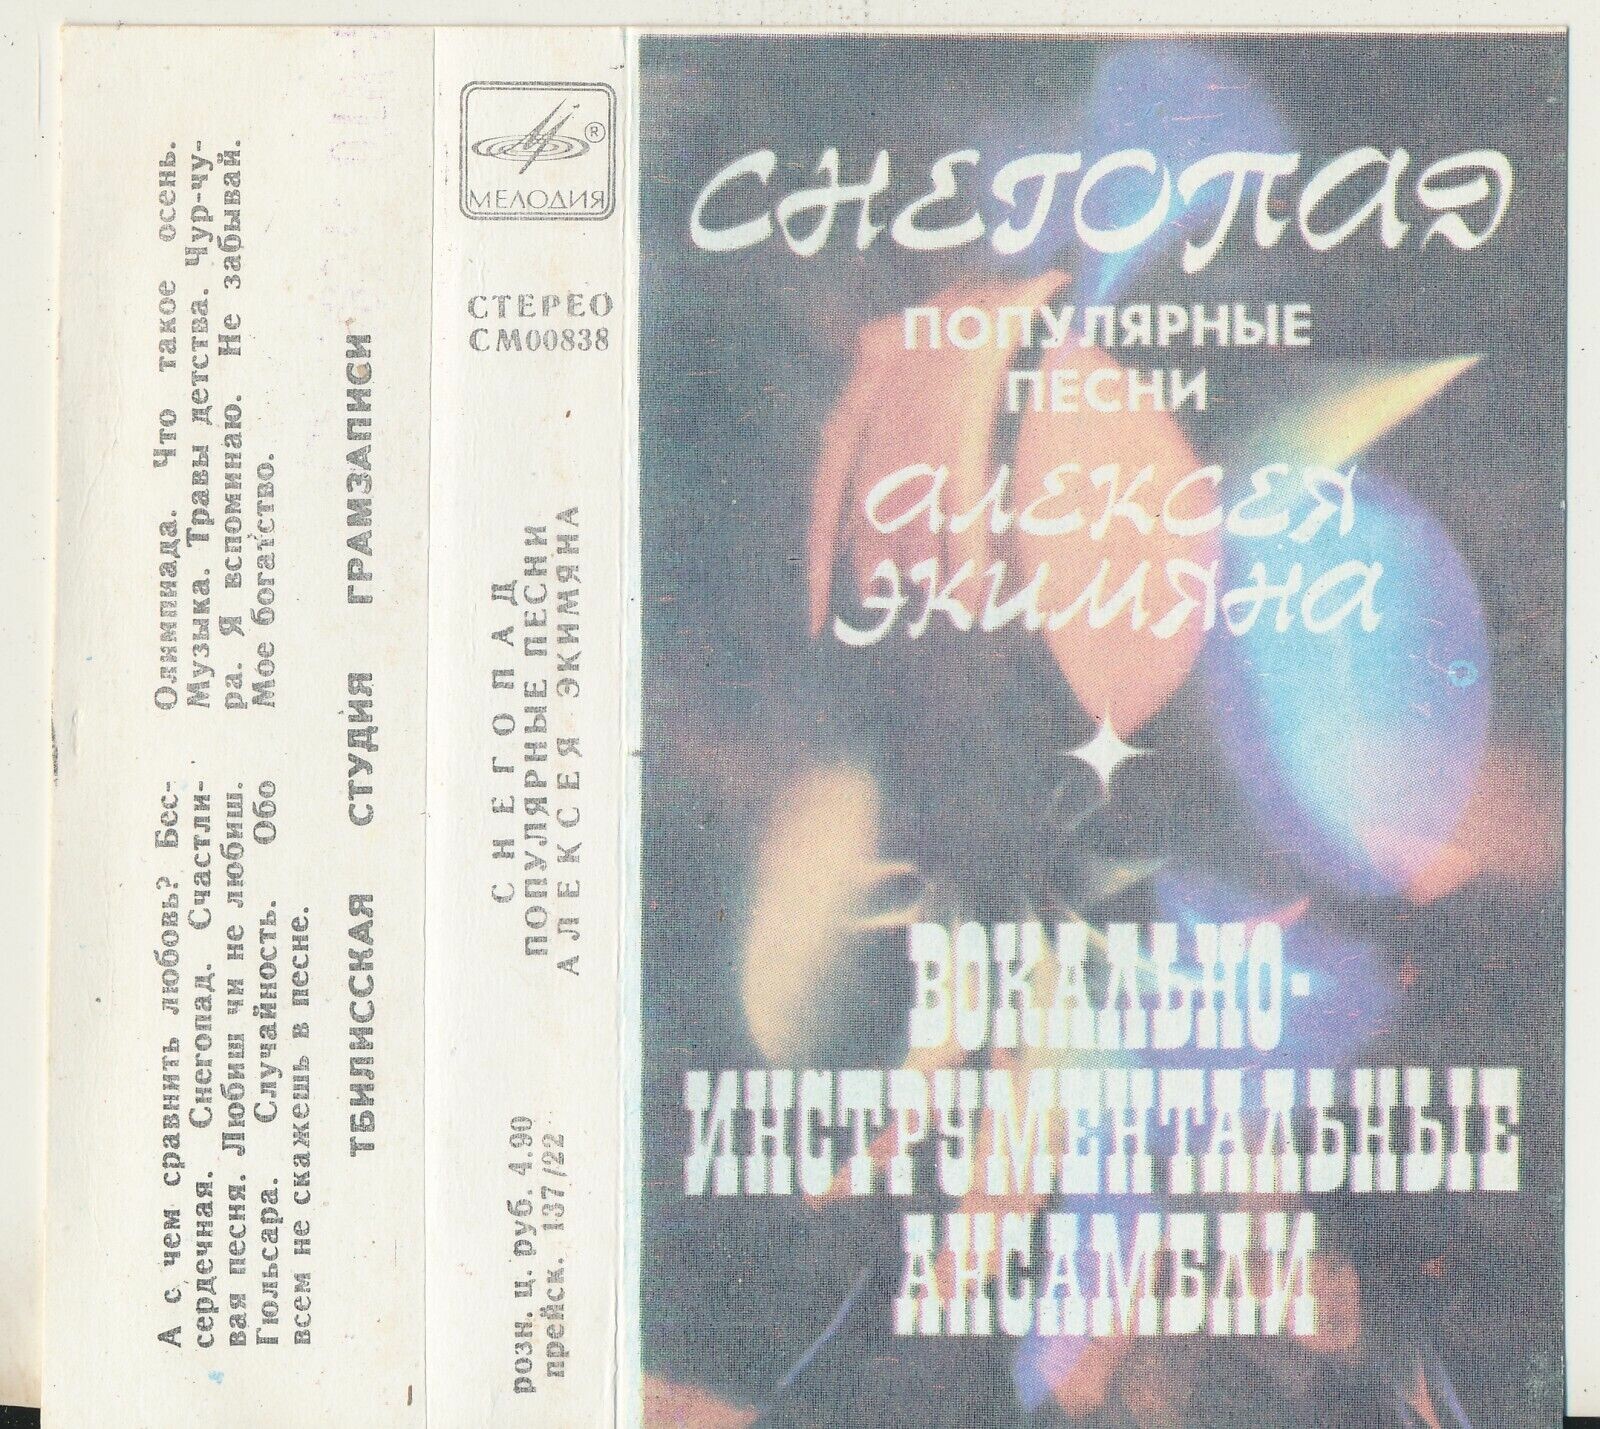 СНЕГОПАД
ПОПУЛЯРНЫЕ
ПЕСНИ
АЛЕКСЕЯ
ЭКИМЯНА
ВОКАЛЬНО-
ИНСТРУМЕНТАЛЬНЫЕ
АНСАМБЛИ
МЕЛОДИЯ
®
СТЕРЕО
СМ00838
СНЕГОПАД
ПОПУЛЯРНЫЕ ПЕСНИ
АЛЕКСЕЯ ЭКИМЯНА
розн. ц. руб. 4.90
прейск. 137/22
А с чем сравнить любовь? Бес-
сердечная. Снегопад. Счастли-
вая песня. Любиш чи не любиш.
Гюльсара. Случайность. Обо
всем не скажешь в песне.
Олимпиада. Что такое осень.
Музыка. Травы детства. Чур-чу-
ра. Я вспоминаю. Не забывай.
Мое богатство.
ТБИЛИССКАЯ СТУДИЯ ГРАМЗАПИСИ